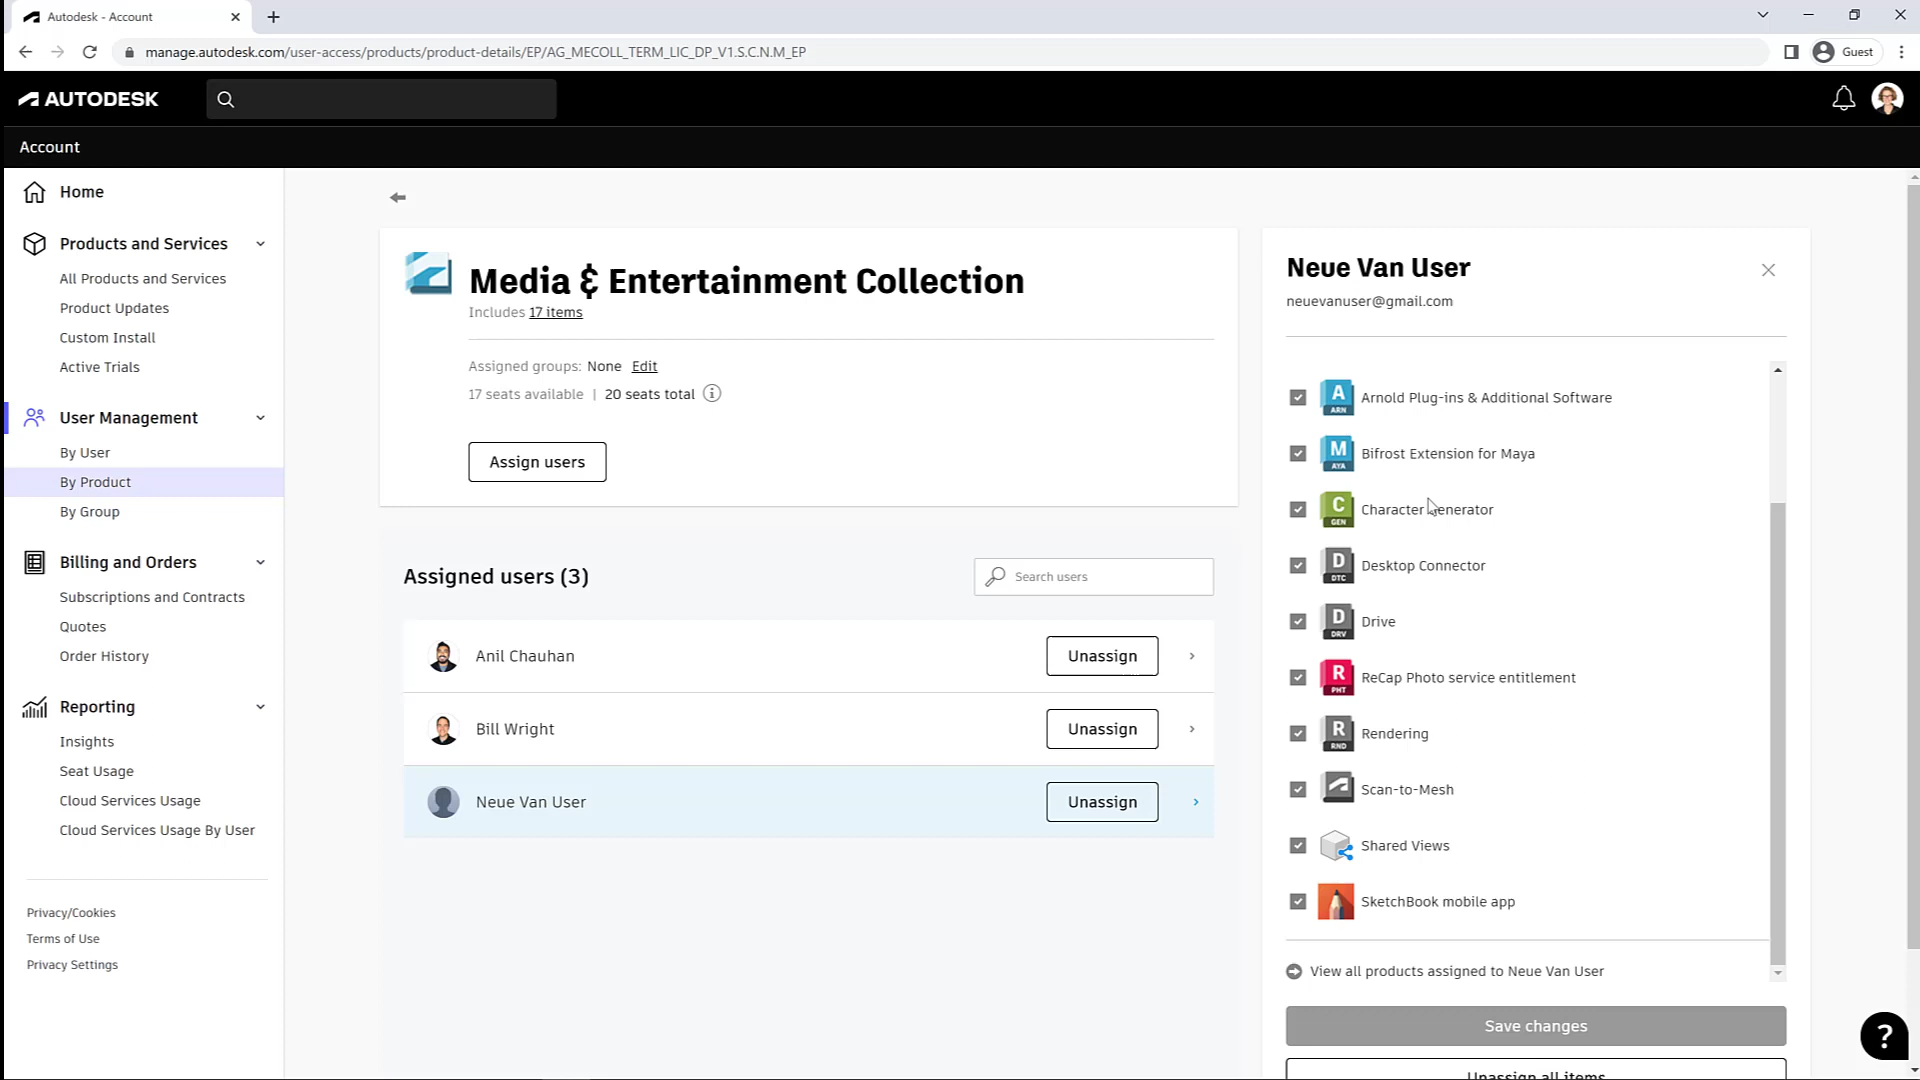 Autodesk - Account
manage.autodesk.com/user-access/products/product-details/EP/AG_MECOLL_TERM_LIC_DP_V1.S.C.N.M_EP
Guest
AUTODESK
Account
Home
Products and Services
All Products and Services
Product Updates
Custom Install
Active Trials
User Management
By User
By Product
By Group
Billing and Orders
Subscriptions and Contracts
Quotes
Order History
Reporting
Insights
Seat Usage
Cloud Services Usage
Cloud Services Usage By User
Privacy/Cookies
Terms of Use
Privacy Settings
Media & Entertainment Collection
Includes 17 items
Assigned groups: None Edit
17 seats available | 20 seats total
Assign users
Assigned users (3)
Search users
Anil Chauhan
Unassign
Bill Wright
Unassign
Neue Van User
Unassign
Neue Van User
neuevanuser@gmail.com
A ARN Arnold Plug-ins & Additional Software
M AYA Bifrost Extension for Maya
C GEN Character Generator
D DTC Desktop Connector
D DRV Drive
R PHT ReCap Photo service entitlement
R RND Rendering
Scan-to-Mesh
Shared Views
SketchBook mobile app
View all products assigned to Neue Van User
Save changes
Unassign all items
?